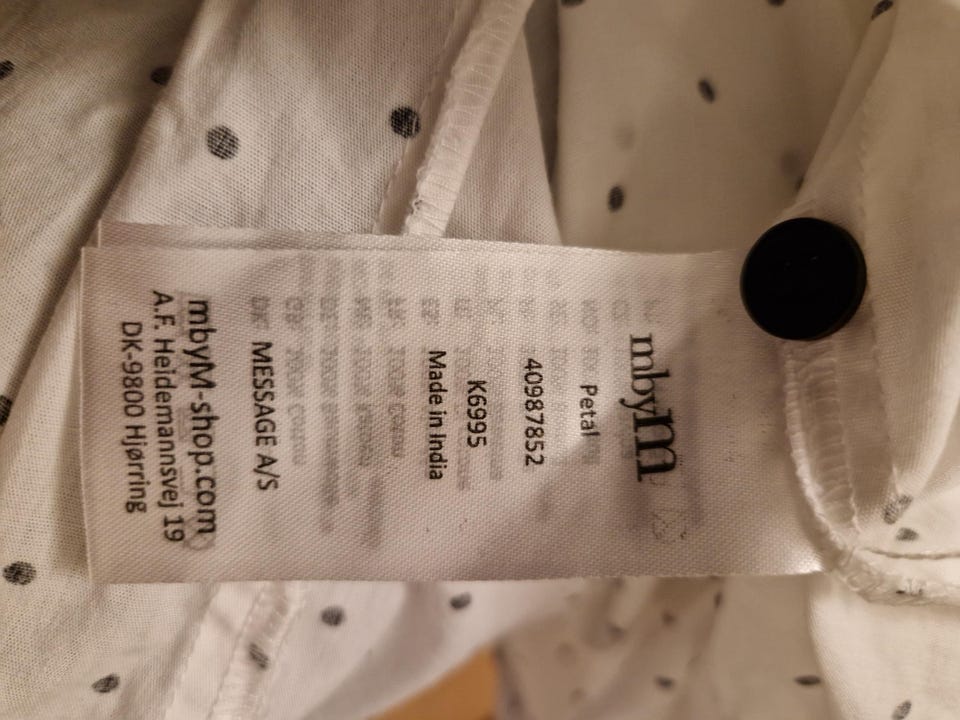 mbyM
Petal
40987852
K6995
Made in India
MESSAGE A/S
mbyM-shop.com
A.F. Heidemannsvej 19
DK-9800 Hjørring